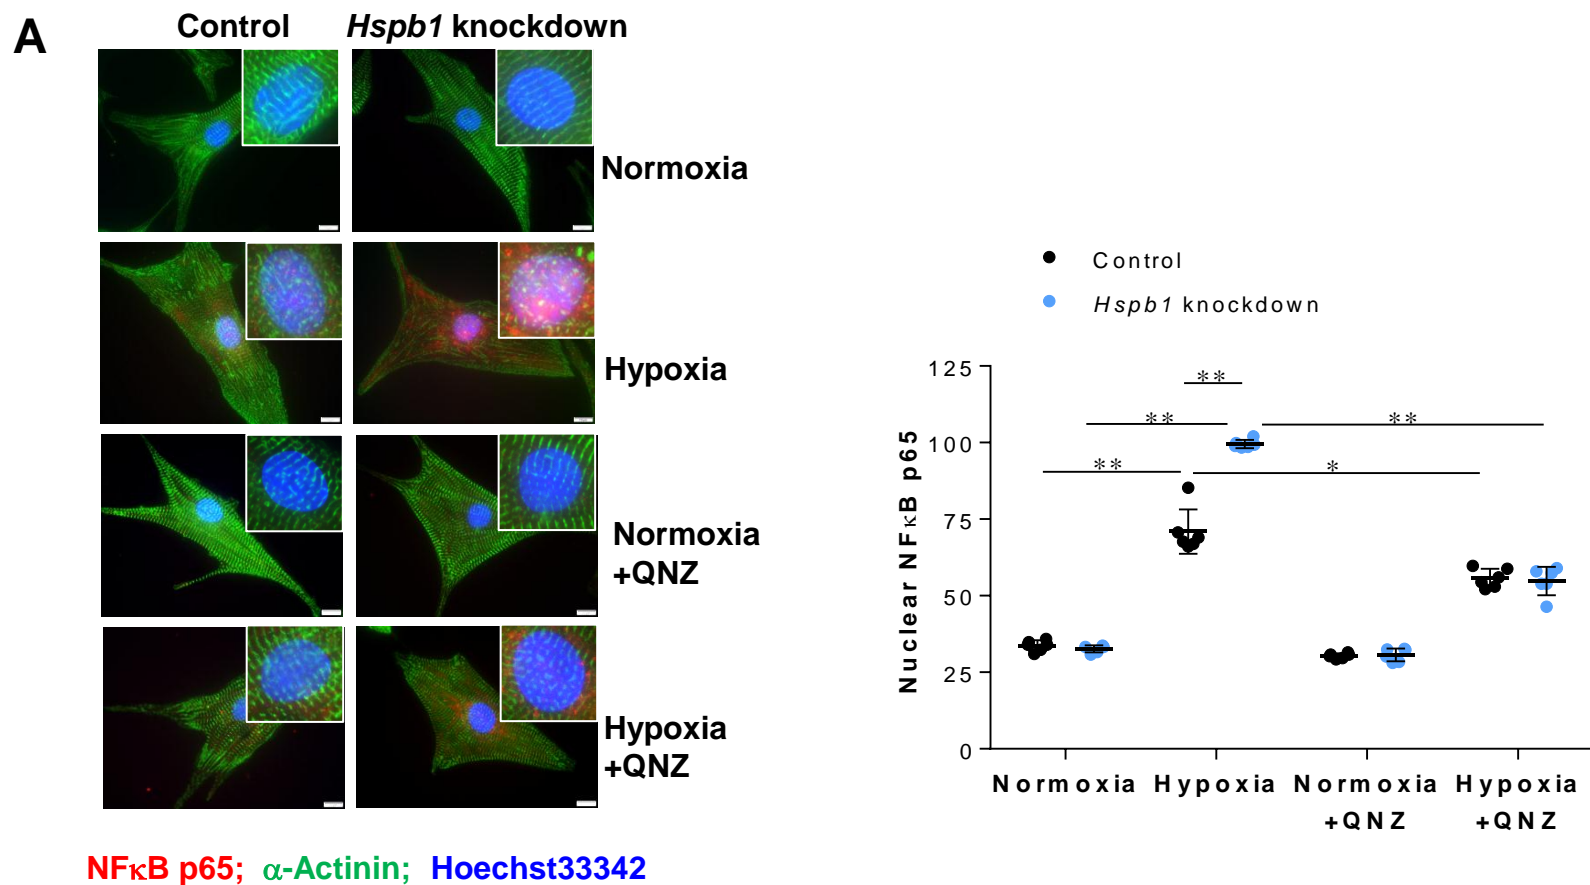 A
Control
Hspb1 knockdown
Normoxia
Hypoxia
Normoxia
+QNZ
Hypoxia
+QNZ
NFκB p65; α-Actinin; Hoechst33342
Control
Hspb1 knockdown
Nuclear NFκB p65
125
100
75
50
25
0
**
**
**
**
*
Normoxia
Hypoxia
Normoxia
+QNZ
Hypoxia
+QNZ